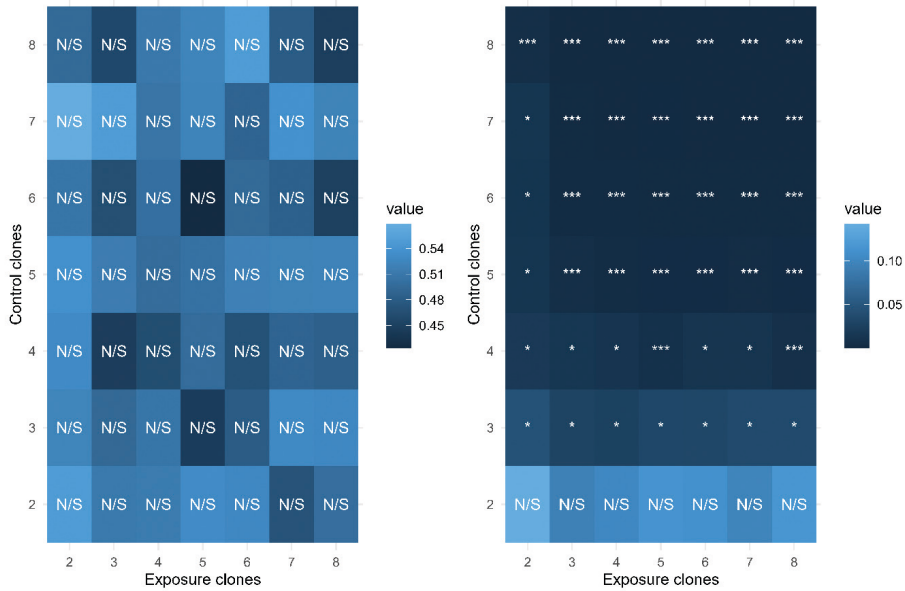 8 N/S N/S N/S N/S N/S N/S N/S
7 N/S N/S N/S N/S N/S N/S N/S
6 N/S N/S N/S N/S N/S N/S N/S
5 N/S N/S N/S N/S N/S N/S N/S
4 N/S N/S N/S N/S N/S N/S N/S
3 N/S N/S N/S N/S N/S N/S N/S
2 N/S N/S N/S N/S N/S N/S N/S
2 3 4 5 6 7 8
Exposure clones
Control clones
value
0.54
0.51
0.48
0.45
8 *** *** *** *** *** *** ***
7 * *** *** *** *** *** ***
6 * *** *** *** *** *** ***
5 * *** *** *** *** *** ***
4 * * * *** * * ***
3 * * * * * * *
2 N/S N/S N/S N/S N/S N/S N/S
2 3 4 5 6 7 8
Exposure clones
Control clones
value
0.10
0.05